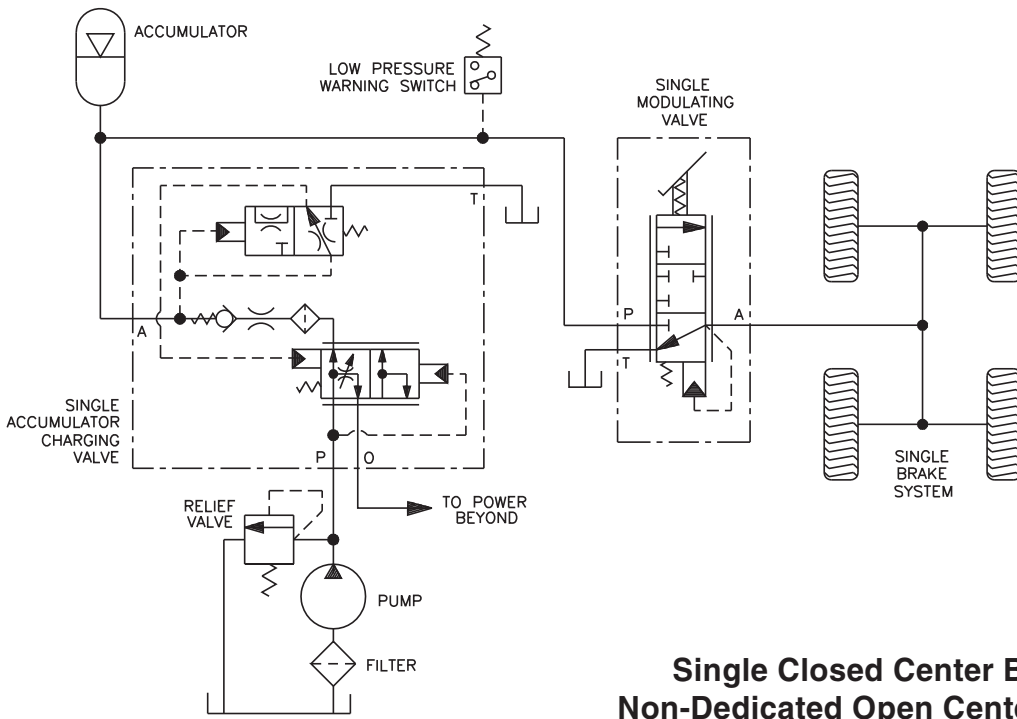 ACCUMULATOR
LOW PRESSURE
WARNING SWITCH
SINGLE
MODULATING
VALVE
T
A
P
A
T
SINGLE
ACCUMULATOR
CHARGING
VALVE
P
O
SINGLE
BRAKE
SYSTEM
RELIEF
VALVE
TO POWER
BEYOND
PUMP
FILTER
Single Closed Center
Non-Dedicated Open